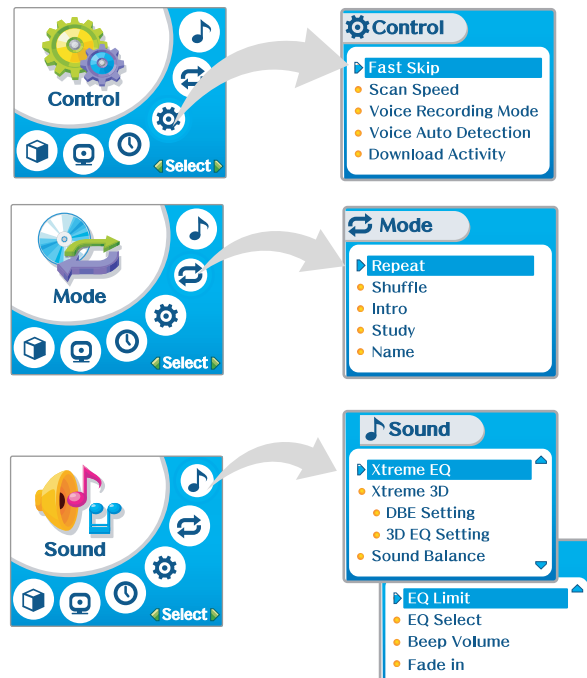 Control
Select
Control
Fast Skip
Scan Speed
Voice Recording Mode
Voice Auto Detection
Download Activity
Mode
Select
Mode
Repeat
Shuffle
Intro
Study
Name
Sound
Select
Sound
Xtreme EQ
Xtreme 3D
DBE Setting
3D EQ Setting
Sound Balance
EQ Limit
EQ Select
Beep Volume
Fade in